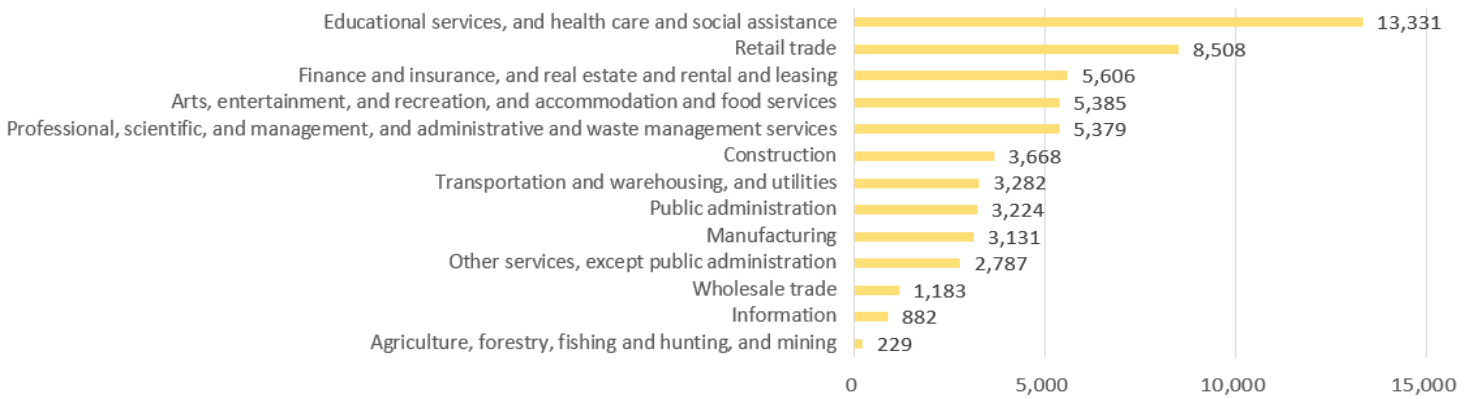 Educational services, and health care and social assistance 13,331
Retail trade 8,508
Finance and insurance, and real estate and rental and leasing 5,606
Arts, entertainment, and recreation, and accommodation and food services 5,385
Professional, scientific, and management, and administrative and waste management services 5,379
Construction 3,668
Transportation and warehousing, and utilities 3,282
Public administration 3,224
Manufacturing 3,131
Other services, except public administration 2,787
Wholesale trade 1,183
Information 882
Agriculture, forestry, fishing and hunting, and mining 229
0 5,000 10,000 15,000